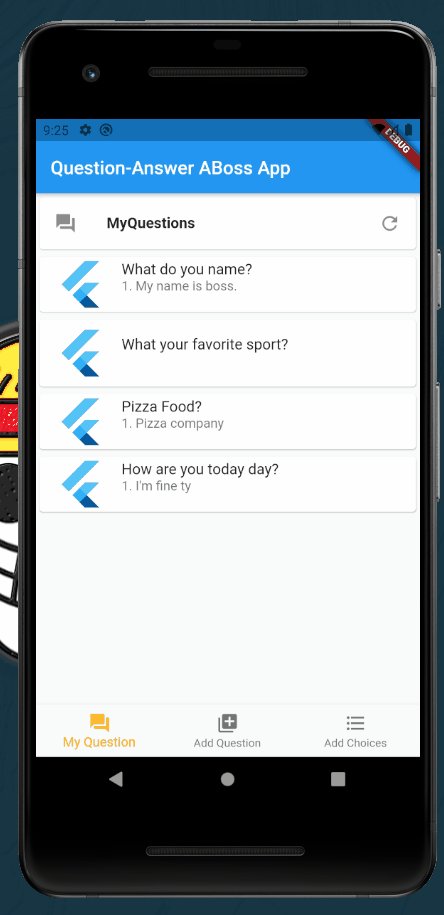 9:25
DEBUG
Question-Answer ABoss App
MyQuestions
What do you name?
1. My name is boss.
What your favorite sport?
Pizza Food?
1. Pizza company
How are you today day?
1. I'm fine ty
My Question
Add Question
Add Choices